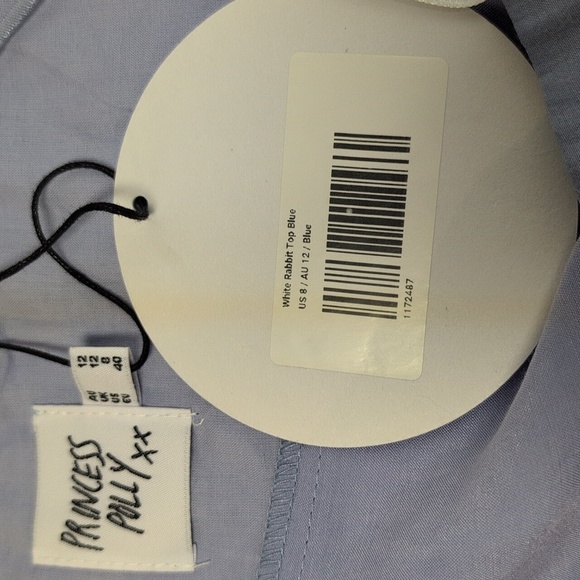 White Rabbit Top Blue
US 8 / AU 12 / Blue
1172487
AU 12
UK 12
US 8
EU 40
PRINCESS
POLLY XX